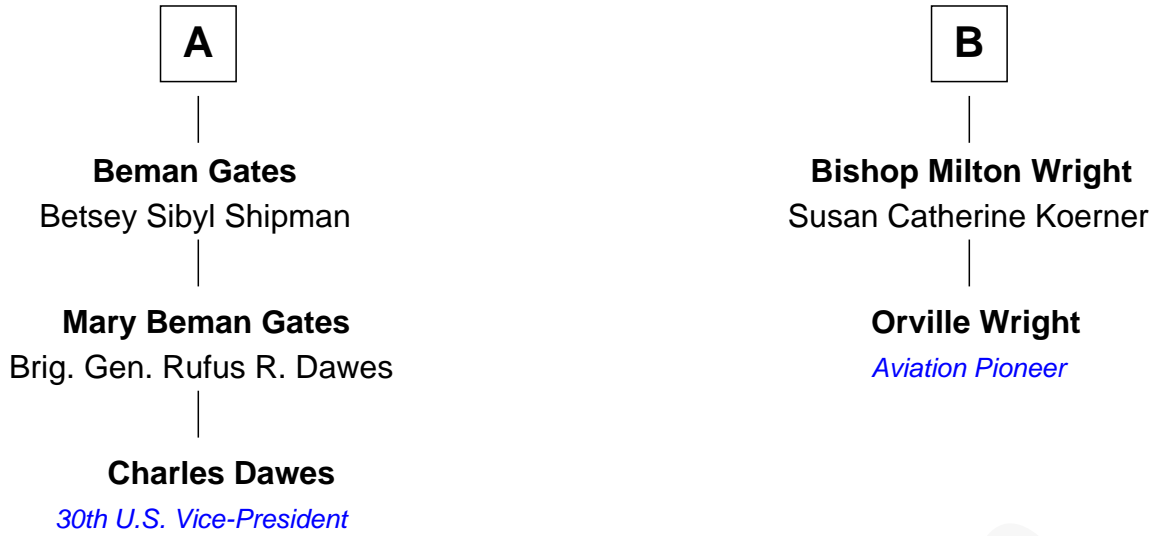 A
Beman Gates
Betsey Sibyl Shipman
Mary Beman Gates
Brig. Gen. Rufus R. Dawes
Charles Dawes
30th U.S. Vice-President
B
Bishop Milton Wright
Susan Catherine Koerner
Orville Wright
Aviation Pioneer